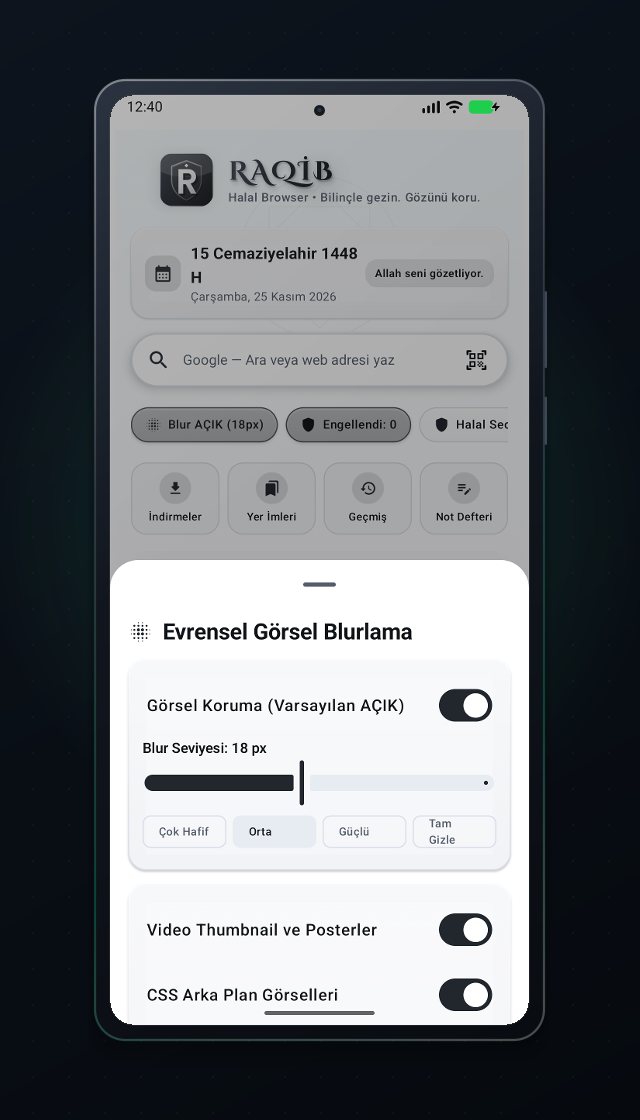 12:40
RAQİB
Halal Browser • Bilinçle gezin. Gözünü koru.
15 Cemaziyelahir 1448
H
Allah seni gözetliyor.
Çarşamba, 25 Kasım 2026
Google — Ara veya web adresi yaz
Blur AÇIK (18px)
Engellendi: 0
Halal Sec
İndirmeler
Yer İmleri
Geçmiş
Not Defteri
Evrensel Görsel Blurlama
Görsel Koruma (Varsayılan AÇIK)
Blur Seviyesi: 18 px
Çok Hafif
Orta
Güçlü
Tam
Gizle
Video Thumbnail ve Posterler
CSS Arka Plan Görselleri